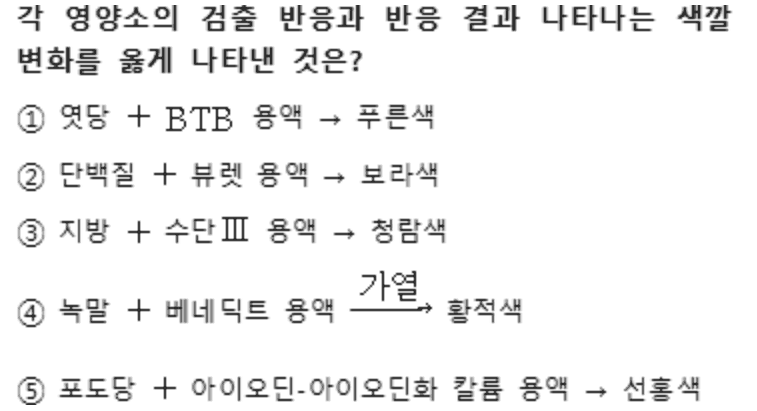 각 영양소의 검출 반응과 반응 결과 나타나는 색깔
변화를 옳게 나타낸 것은?
① 엿당 + BTB 용액 → 푸른색
② 단백질 + 뷰렛 용액 → 보라색
③ 지방 + 수단Ⅲ 용액 → 청람색
④ 녹말 + 베네딕트 용액 가열→ 황적색
⑤ 포도당 + 아이오딘-아이오딘화 칼륨 용액 → 선홍색